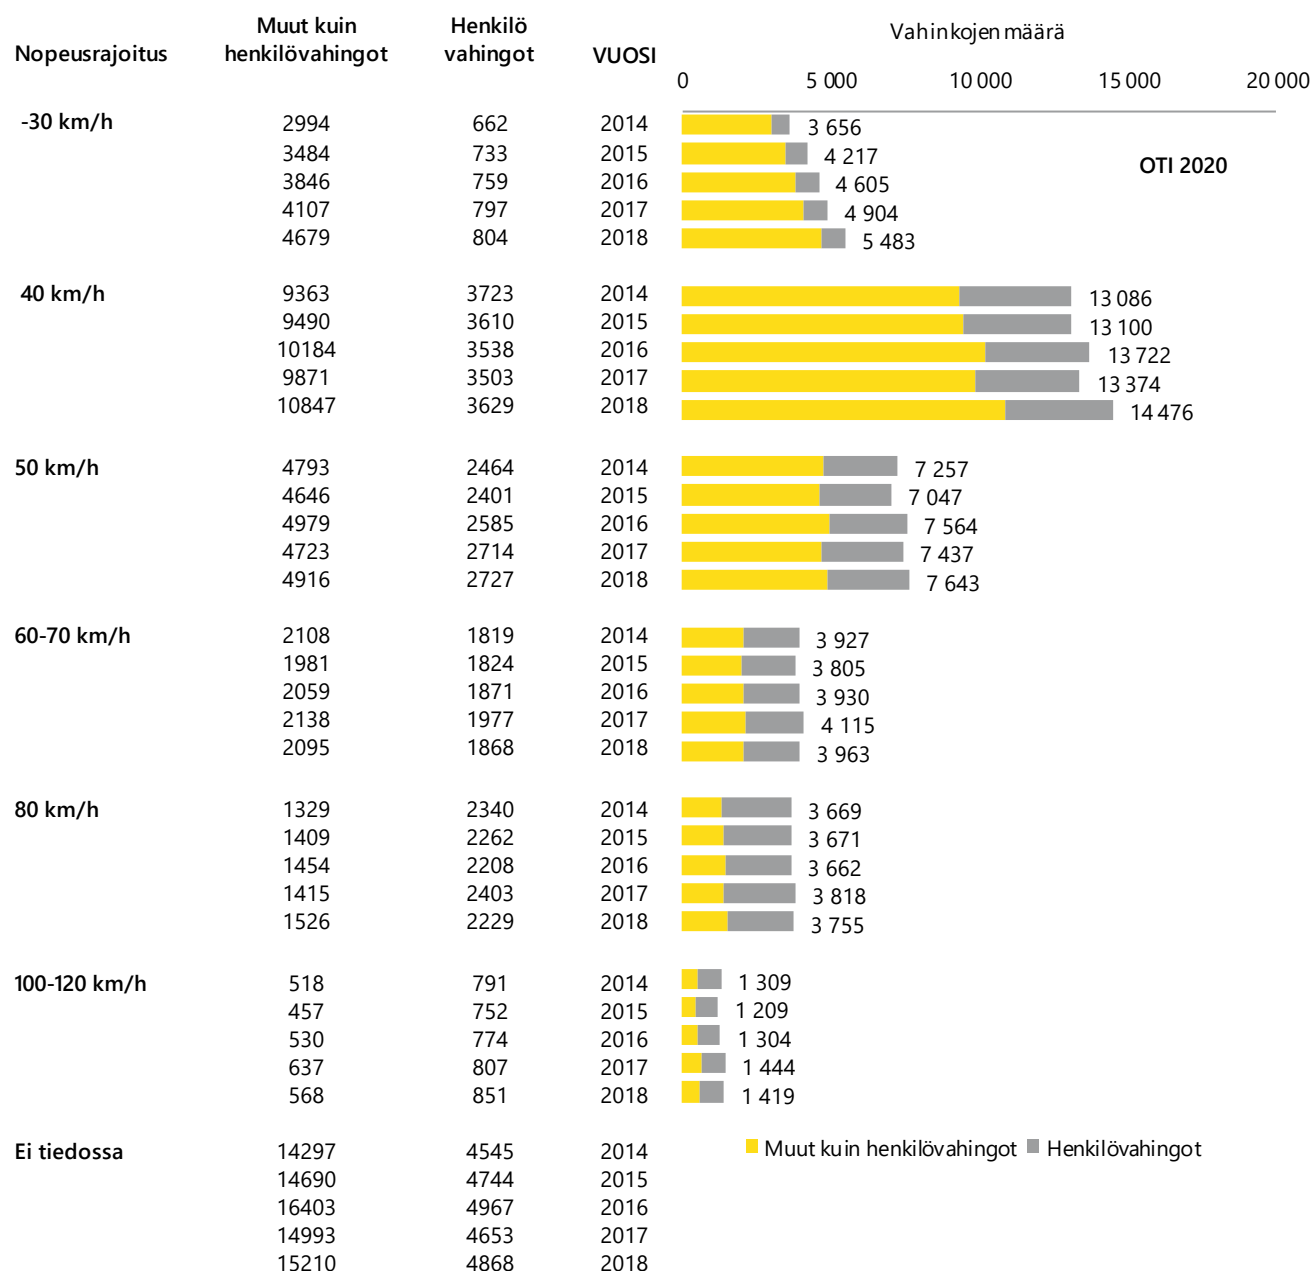 Nopeusrajoitus Muut kuin henkilövahingot Henkilö vahingot VUOSI Vahinkojen määrä
0 5 000 10 000 15 000 20 000
-30 km/h 2994 662 2014 3 656
3484 733 2015 4 217
OTI 2020
3846 759 2016 4 605
4107 797 2017 4 904
4679 804 2018 5 483
40 km/h 9363 3723 2014 13 086
9490 3610 2015 13 100
10184 3538 2016 13 722
9871 3503 2017 13 374
10847 3629 2018 14 476
50 km/h 4793 2464 2014 7 257
4646 2401 2015 7 047
4979 2585 2016 7 564
4723 2714 2017 7 437
4916 2727 2018 7 643
60-70 km/h 2108 1819 2014 3 927
1981 1824 2015 3 805
2059 1871 2016 3 930
2138 1977 2017 4 115
2095 1868 2018 3 963
80 km/h 1329 2340 2014 3 669
1409 2262 2015 3 671
1454 2208 2016 3 662
1415 2403 2017 3 818
1526 2229 2018 3 755
100-120 km/h 518 791 2014 1 309
457 752 2015 1 209
530 774 2016 1 304
637 807 2017 1 444
568 851 2018 1 419
Ei tiedossa 14297 4545 2014
Muut kuin henkilövahingot Henkilövahingot
14690 4744 2015
16403 4967 2016
14993 4653 2017
15210 4868 2018